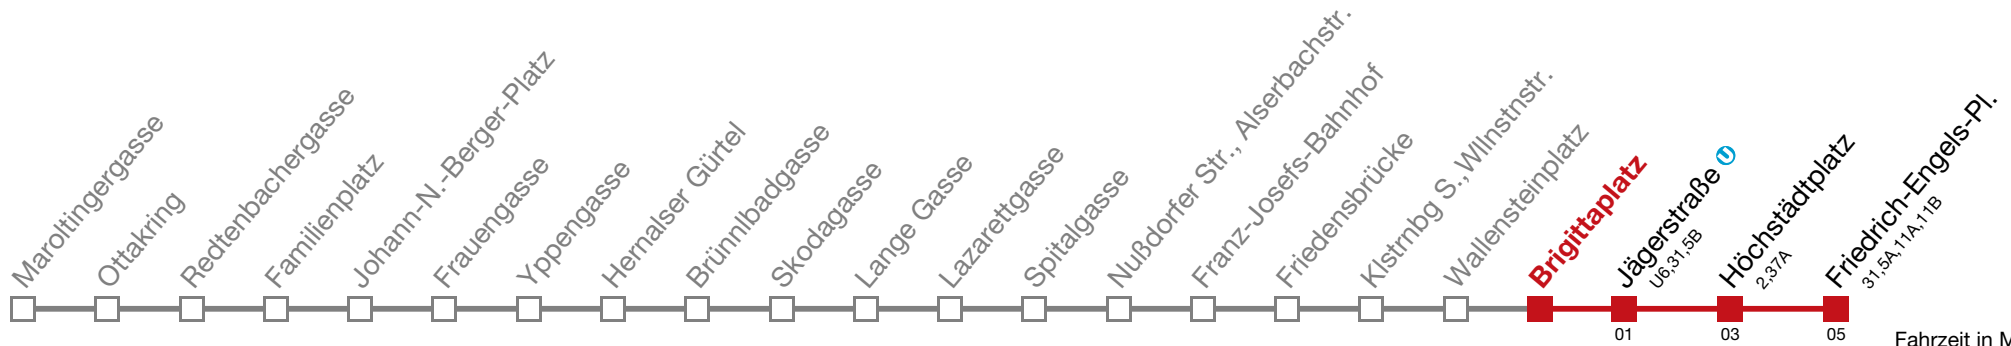 Maroltingergasse
Ottakring
Redtenbachergasse
Familienplatz
Johann-N.-Berger-Platz
Frauengasse
Yppengasse
Hernalser Gürtel
Brünnlbadgasse
Skodagasse
Lange Gasse
Lazarettgasse
Spitalgasse
Nußdorfer Str., Alserbachstr.
Franz-Josefs-Bahnhof
Friedensbrücke
Klstrnbg S.,Wllnstnstr.
Wallensteinplatz
Brigittaplatz
Jägerstraße U
U6,31,5B
Höchstädtplatz
2,37A
Friedrich-Engels-Pl.
31,5A,11A,11B
01
03
05
Fahrzeit in M